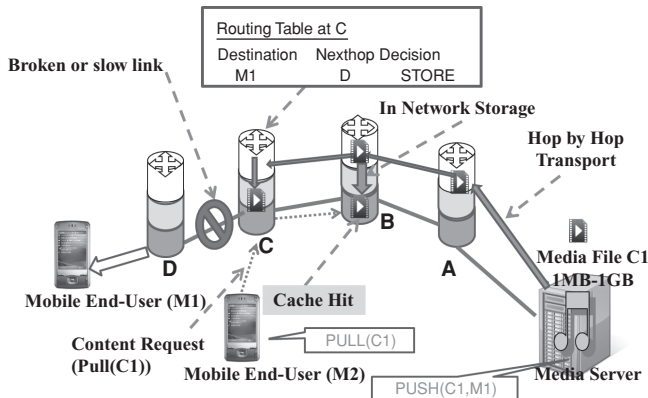 Routing Table at C
Destination Nexthop Decision
M1 D STORE
Broken or slow link
In Network Storage
Hop by Hop
Transport
D
C
B
A
Media File C1
1MB-1GB
Mobile End-User (M1)
Cache Hit
Content Request
(Pull(C1))
Mobile End-User (M2)
PULL(C1)
PUSH(C1,M1)
Media Server